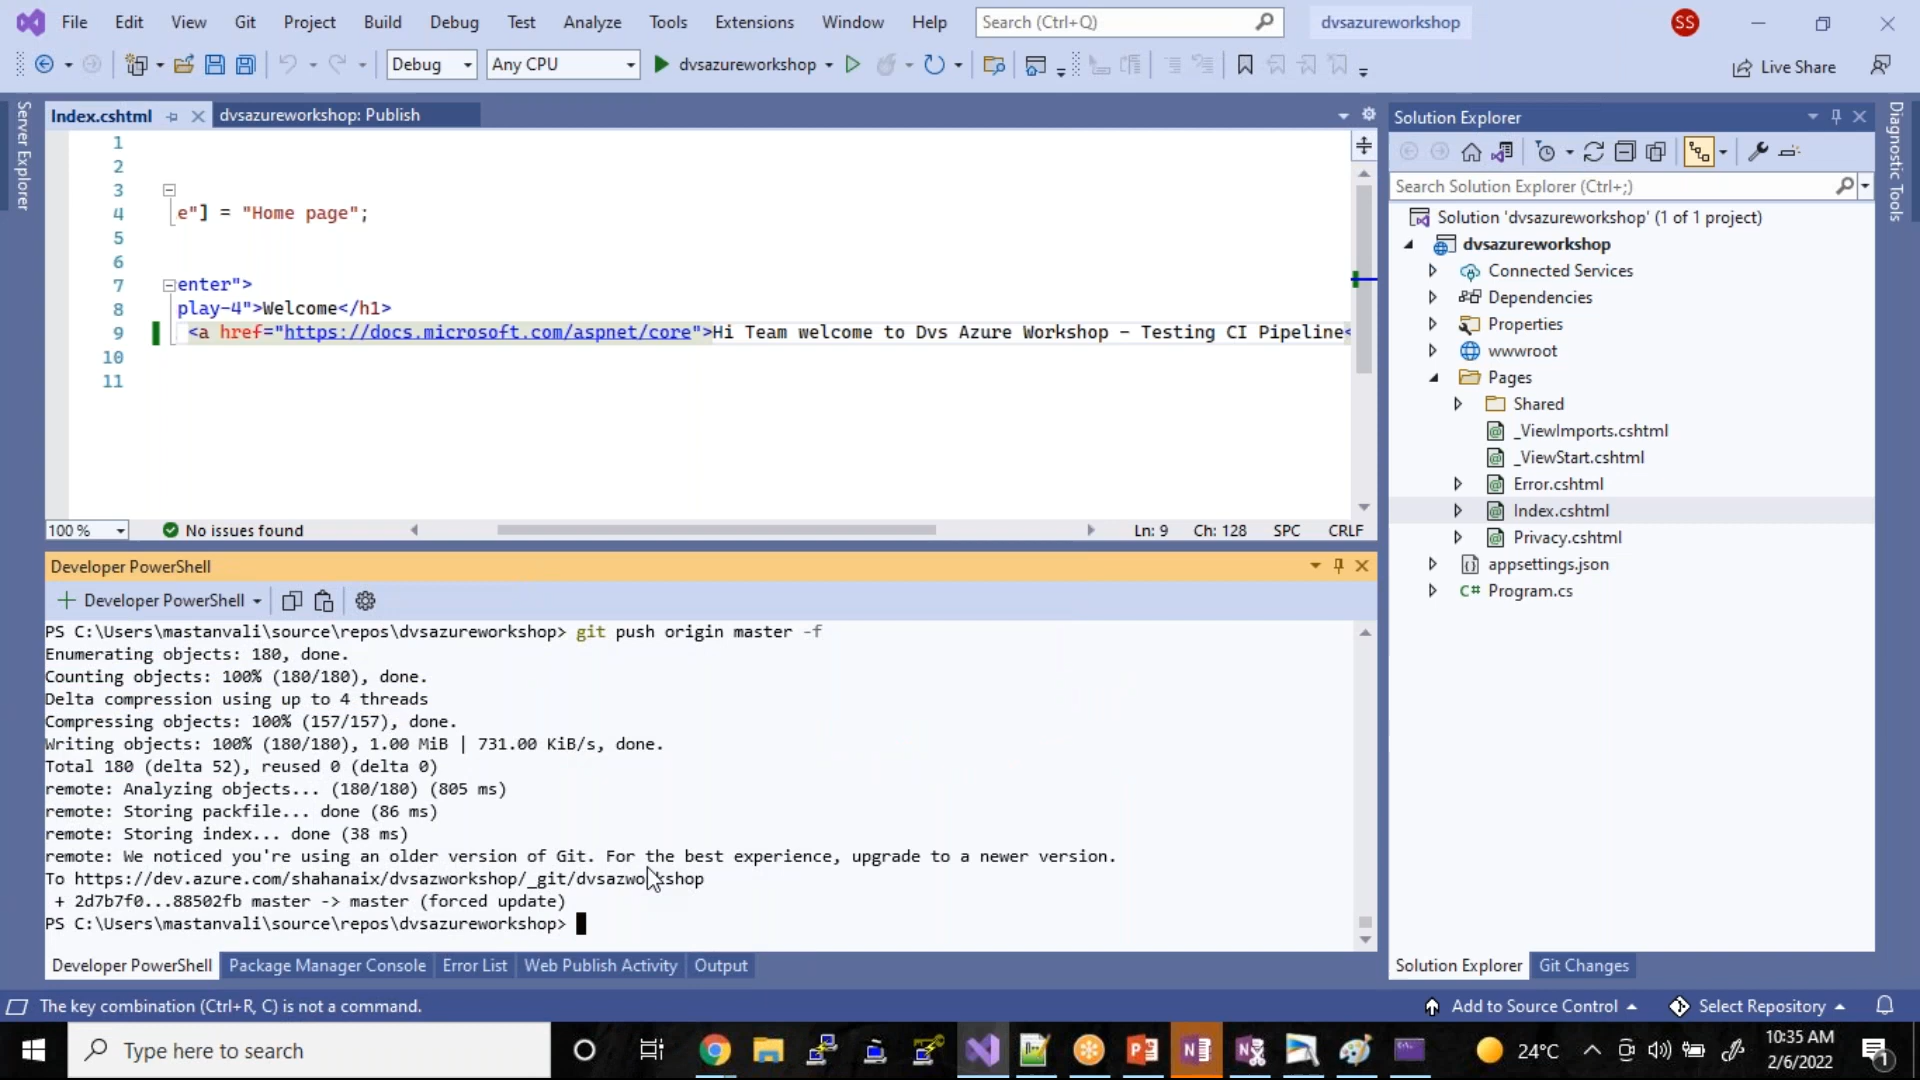 File Edit View Git Project Build Debug Test Analyze Tools Extensions Window Help Search (Ctrl+Q) dvsazureworkshop SS
Debug Any CPU dvsazureworkshop Live Share
Server Explorer
Index.cshtml dvsazureworkshop: Publish
1
2
3
4 e"] = "Home page";
5
6
7 enter">
8 play-4">Welcome</h1>
9 <a href="https://docs.microsoft.com/aspnet/core">Hi Team welcome to Dvs Azure Workshop - Testing CI Pipeline<
10
11
100 % No issues found Ln: 9 Ch: 128 SPC CRLF
Developer PowerShell
Developer PowerShell
PS C:\Users\mastanvali\source\repos\dvsazureworkshop> git push origin master -f
Enumerating objects: 180, done.
Counting objects: 100% (180/180), done.
Delta compression using up to 4 threads
Compressing objects: 100% (157/157), done.
Writing objects: 100% (180/180), 1.00 MiB | 731.00 KiB/s, done.
Total 180 (delta 52), reused 0 (delta 0)
remote: Analyzing objects... (180/180) (805 ms)
remote: Storing packfile... done (86 ms)
remote: Storing index... done (38 ms)
remote: We noticed you're using an older version of Git. For the best experience, upgrade to a newer version.
To https://dev.azure.com/shahanaix/dvsazworkshop/_git/dvsazworkshop
+ 2d7b7f0...88502fb master -> master (forced update)
PS C:\Users\mastanvali\source\repos\dvsazureworkshop>
Developer PowerShell Package Manager Console Error List Web Publish Activity Output
Solution Explorer
Search Solution Explorer (Ctrl+;)
Solution 'dvsazureworkshop' (1 of 1 project)
dvsazureworkshop
Connected Services
Dependencies
Properties
wwwroot
Pages
Shared
_ViewImports.cshtml
_ViewStart.cshtml
Error.cshtml
Index.cshtml
Privacy.cshtml
appsettings.json
C# Program.cs
Solution Explorer Git Changes
Diagnostic Tools
The key combination (Ctrl+R, C) is not a command. Add to Source Control Select Repository
Type here to search 24°C 10:35 AM
2/6/2022
1